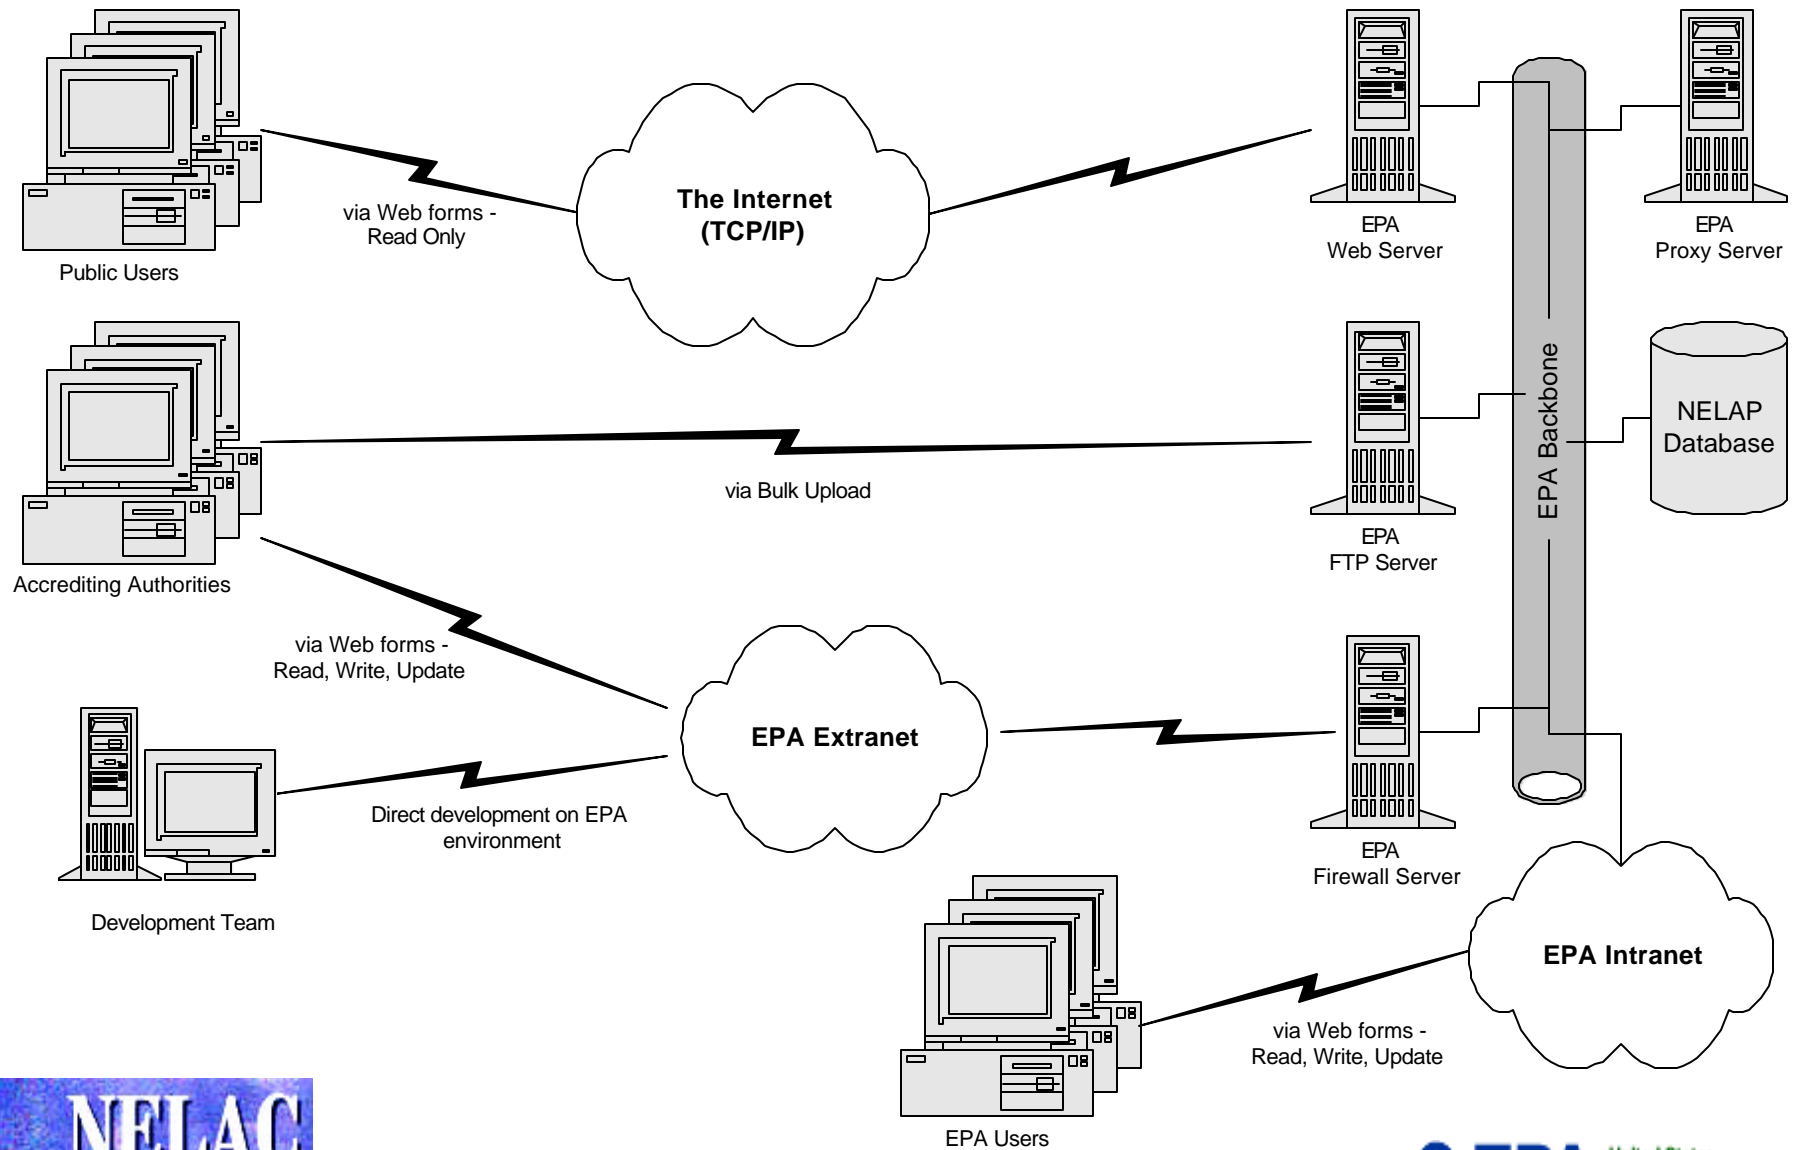 The Internet
(TCP/IP)
via Web forms -
Read Only
Public Users
EPA
Web Server
EPA
Proxy Server
EPA Backbone
NELAP
Database
via Bulk Upload
EPA
FTP Server
Accrediting Authorities
via Web forms -
Read, Write, Update
EPA Extranet
Direct development on EPA
environment
Development Team
EPA
Firewall Server
EPA Intranet
via Web forms -
Read, Write, Update
EPA Users
NELAC
EPA